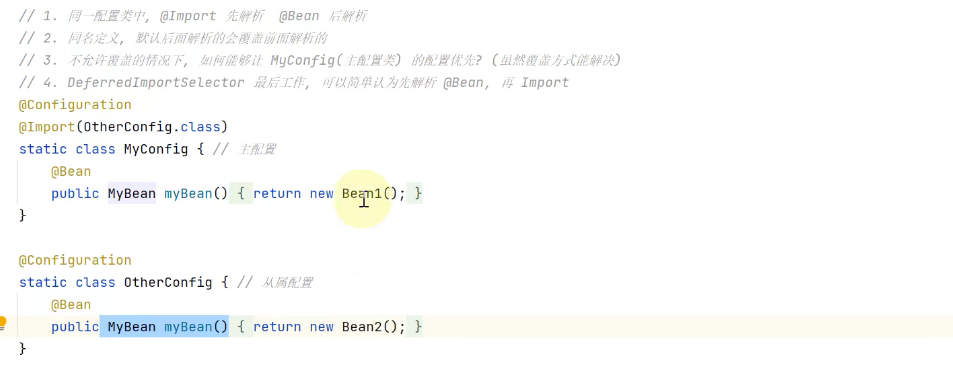 // 1. 同一配置类中, @Import 先解析  @Bean 后解析
// 2. 同名定义, 默认后面解析的会覆盖前面解析的
// 3. 不允许覆盖的情况下, 如何能够让 MyConfig(主配置类) 的配置优先? (虽然覆盖方式能解决)
// 4. DeferredImportSelector 最后工作, 可以简单认为先解析 @Bean, 再 Import
@Configuration
@Import(OtherConfig.class)
static class MyConfig { // 主配置
@Bean
public MyBean myBean() { return new Bean1(); }
}
@Configuration
static class OtherConfig { // 从属配置
@Bean
public MyBean myBean() { return new Bean2(); }
}